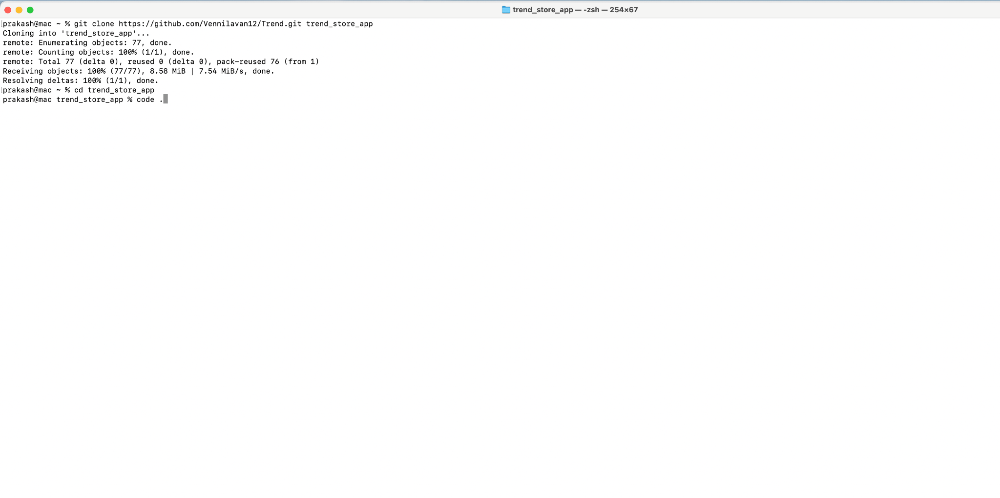 trend_store_app — -zsh — 254×67
[prakash@mac ~ % git clone https://github.com/Vennilavan12/Trend.git trend_store_app
Cloning into 'trend_store_app'...
remote: Enumerating objects: 77, done.
remote: Counting objects: 100% (1/1), done.
remote: Total 77 (delta 0), reused 0 (delta 0), pack-reused 76 (from 1)
Receiving objects: 100% (77/77), 8.58 MiB | 7.54 MiB/s, done.
Resolving deltas: 100% (1/1), done.
[prakash@mac ~ % cd trend_store_app
prakash@mac trend_store_app % code .